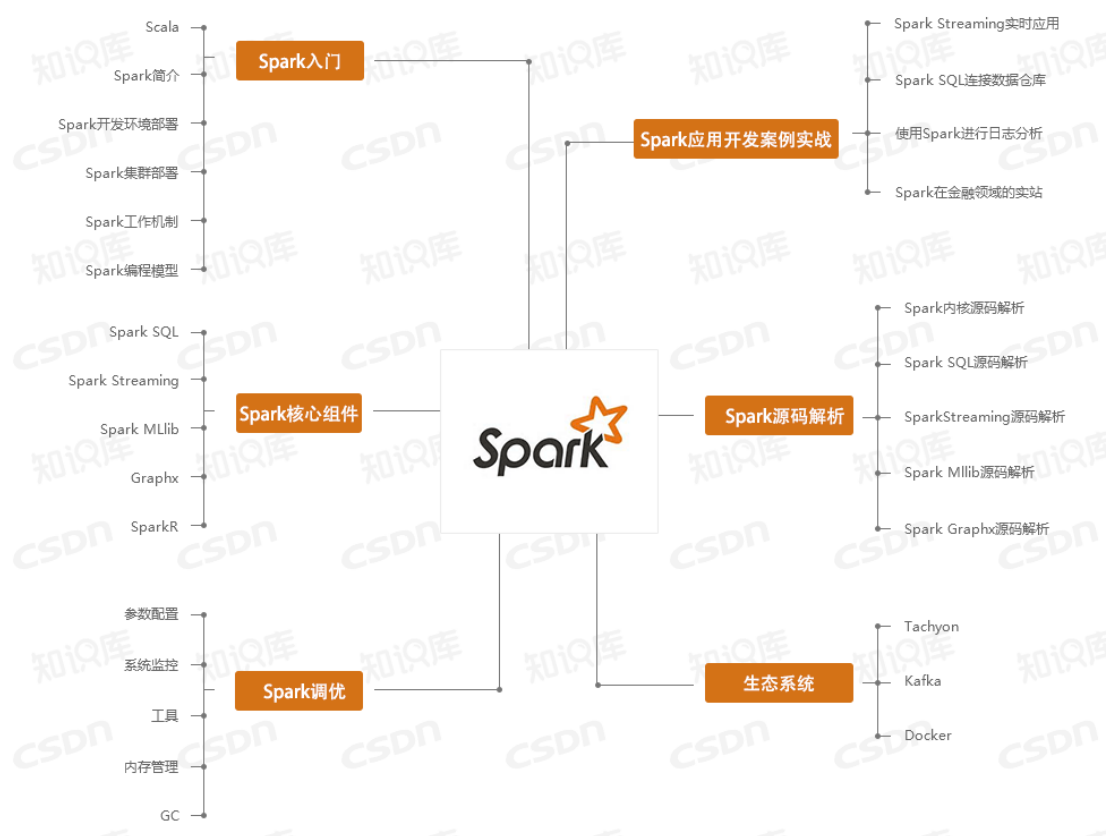 Spark入门
Scala
Spark简介
Spark开发环境部署
Spark集群部署
Spark工作机制
Spark编程模型
Spark核心组件
Spark SQL
Spark Streaming
Spark MLlib
Graphx
SparkR
Spark调优
参数配置
系统监控
工具
内存管理
GC
Spark
Spark应用开发案例实战
Spark Streaming实时应用
Spark SQL连接数据仓库
使用Spark进行日志分析
Spark在金融领域的实站
Spark源码解析
Spark内核源码解析
Spark SQL源码解析
SparkStreaming源码解析
Spark Mllib源码解析
Spark Graphx源码解析
生态系统
Tachyon
Kafka
Docker
CSDN
知识库